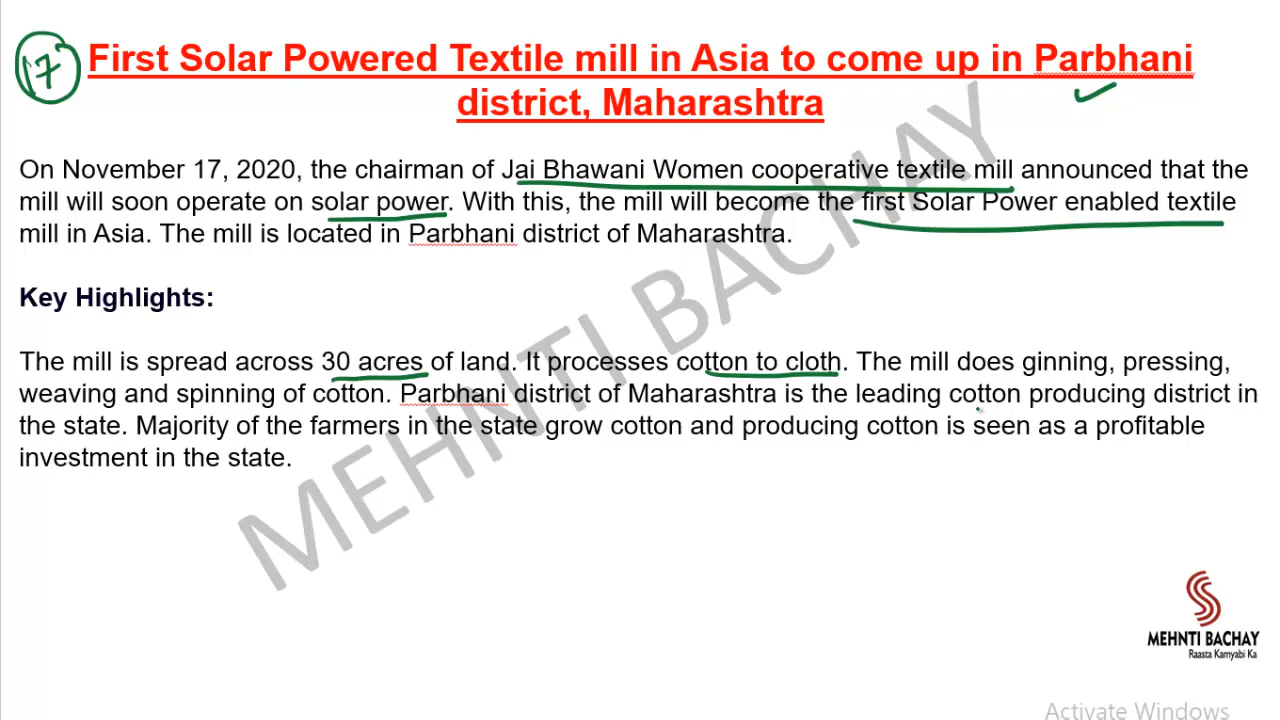 17
First Solar Powered Textile mill in Asia to come up in Parbhani
district, Maharashtra
On November 17, 2020, the chairman of Jai Bhawani Women cooperative textile mill announced that the
mill will soon operate on solar power. With this, the mill will become the first Solar Power enabled textile
mill in Asia. The mill is located in Parbhani district of Maharashtra.
Key Highlights:
The mill is spread across 30 acres of land. It processes cotton to cloth. The mill does ginning, pressing,
weaving and spinning of cotton. Parbhani district of Maharashtra is the leading cotton producing district in
the state. Majority of the farmers in the state grow cotton and producing cotton is seen as a profitable
investment in the state.
MEHNTI BACHAY
MEHNTI BACHAY
Raasta Kamyabi Ka
Activate Windows